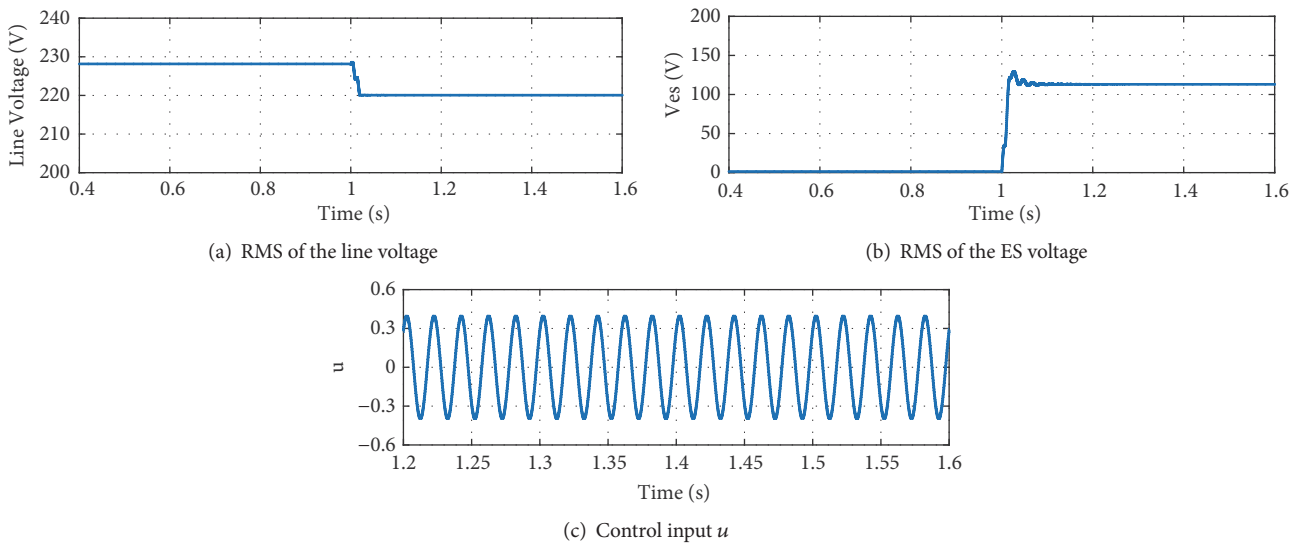 Line Voltage (V)
240
230
220
210
200
0.4 0.6 0.8 1 1.2 1.4 1.6
Time (s)
(a) RMS of the line voltage
Ves (V)
200
150
100
50
0
0.4 0.6 0.8 1 1.2 1.4 1.6
Time (s)
(b) RMS of the ES voltage
u
0.6
0.3
0
−0.3
−0.6
1.2 1.25 1.3 1.35 1.4 1.45 1.5 1.55 1.6
Time (s)
(c) Control input u